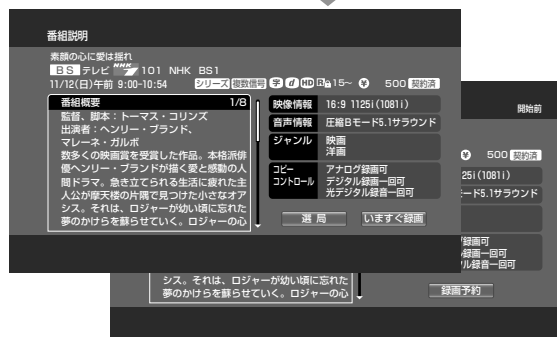 番組説明
素顔の心に愛は揺れ
BS テレビ NHK 101 NHK BS1
11/12(日)午前 9:00-10:54 シリーズ 複数信号 字 d HD R 15~ ¥ 500 契約済
番組概要 1/8
監督、脚本：トーマス・コリンズ
出演者：ヘンリー・ブランド、
マレーネ・ガルボ
数多くの映画賞を受賞した作品。本格派俳
優ヘンリー・ブランドが描く愛と感動の人
間ドラマ。急き立てられる生活に疲れた主
人公が摩天楼の片隅で見つけた小さなオア
シス。それは、ロジャーが幼い頃に忘れた
夢のかけらを蘇らせていく。ロジャーの心
映像情報 16:9 1125i(1081i)
音声情報 圧縮Bモード5.1サラウンド
ジャンル 映画
洋画
コピー アナログ録画可
コントロール デジタル録画一回可
光デジタル録音一回可
選 局 いますぐ録画
開始前
¥ 500 契約済
25i(1081i)
ード5.1サラウンド
録画可
録画一回可
ル録音一回可
シス。それは、ロジャーが幼い頃に忘れた
夢のかけらを蘇らせていく。ロジャーの心
録画予約